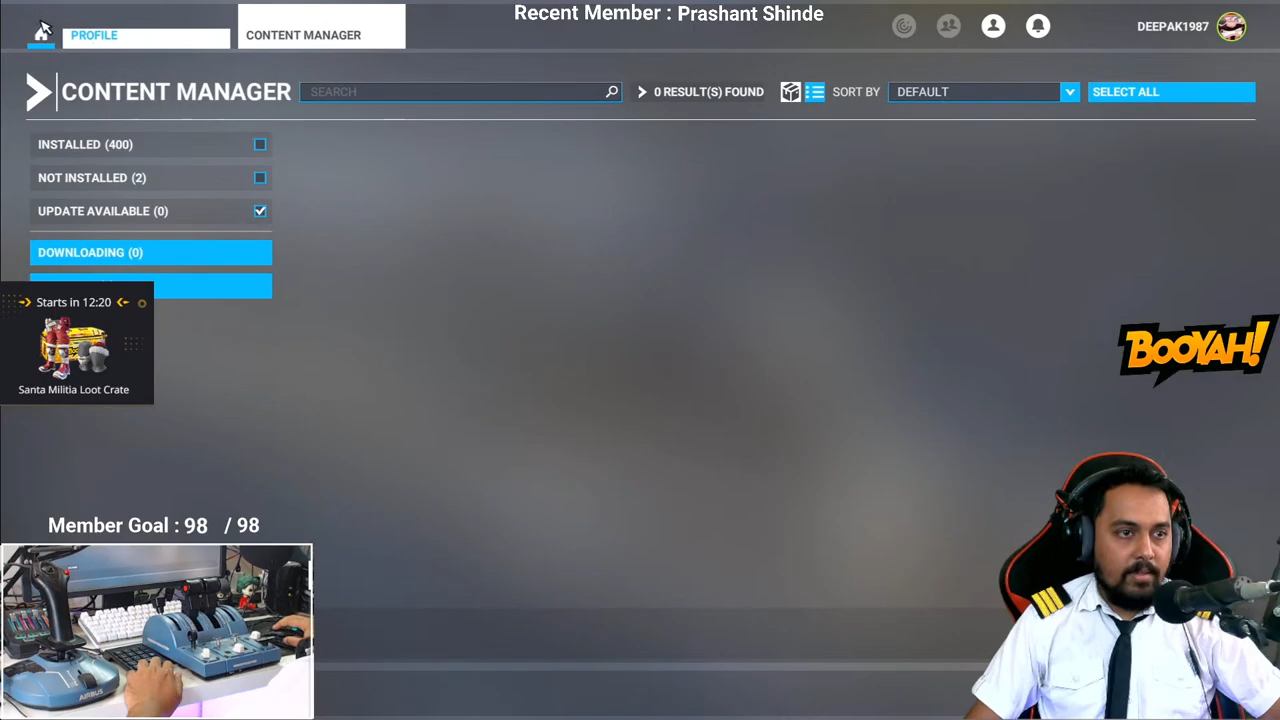 Recent Member : Prashant Shinde
PROFILE
CONTENT MANAGER
DEEPAK1987
CONTENT MANAGER
SEARCH
0 RESULT(S) FOUND
SORT BY
DEFAULT
SELECT ALL
INSTALLED (400)
NOT INSTALLED (2)
UPDATE AVAILABLE (0)
DOWNLOADING (0)
Starts in 12:20
Santa Militia Loot Crate
BOOYAH!
Member Goal : 98 / 98
AIRBUS